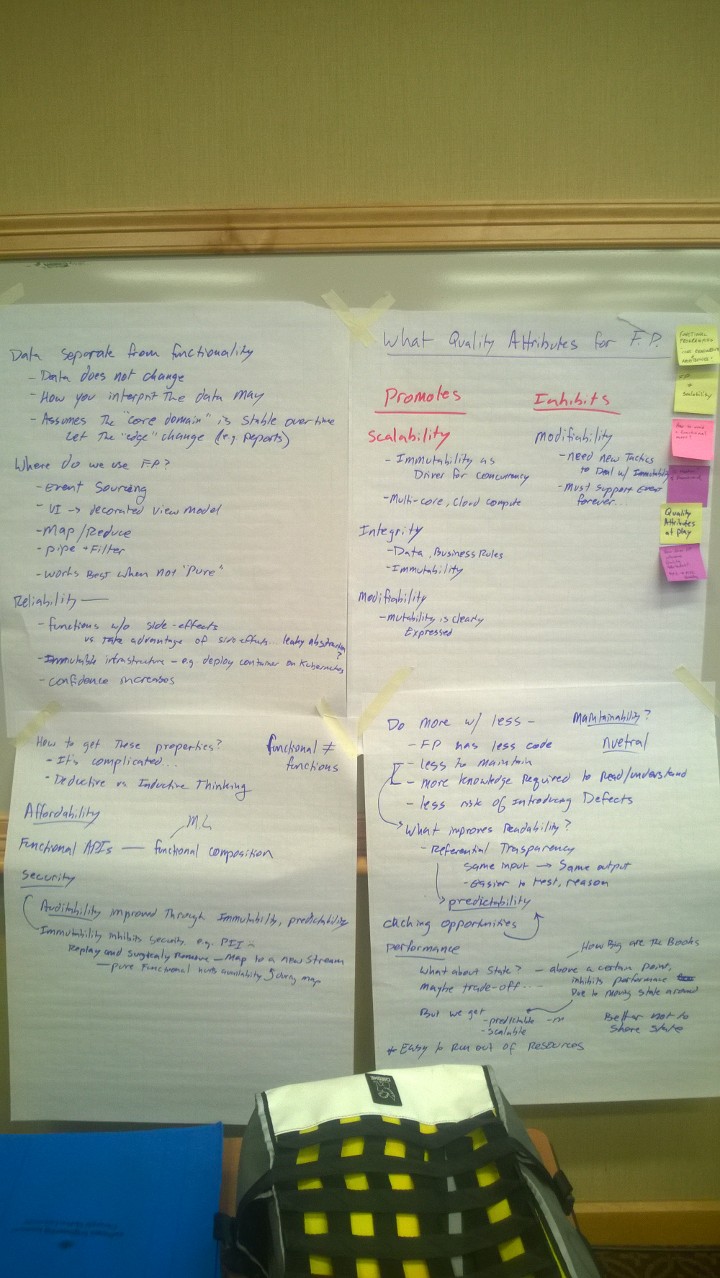 What Quality Attributes for FP?
Promotes
Inhibits
Scalability
- Immutability as
Driver for concurrency
- Multi-core, Cloud compute
Integrity
- Data, Business Rules
- Immutability
Modifiability
- mutability is clearly
Expressed
Modifiability
- Need new Tactics
to Deal w/ Immutability
- Must Support Event
forever...
FUNCTIONAL
PROGRAMMING
FP
Scalability
Quality
Attributes
at play
Data separate from functionality
- Data does not change
- How you interpret the data may
- Assumes the "core domain" is stable over time
Let the "edge" change (e.g. reports)
Where do we use FP?
- Event Sourcing
- UI → decorated view model
- Map/Reduce
- pipe + Filter
- works Best when not "Pure"
Reliability —
- functions w/o side-effects
vs take advantage of side effects... leaky abstraction?
- Immutable infrastructure - e.g. deploy container on Kubernetes
- confidence increases
How to get these properties?
- It's complicated...
- Deductive vs Inductive Thinking
functional ≠
functions
Affordability
M.L
Functional APIs — functional composition
Security
Auditability improved Through Immutability, predictability
Immutability inhibits security. e.g. PII
Replay and surgically Remove - Map to a new Stream
- pure Functional hurts availability during map
Do more w/ less -
Maintainability?
Nuetral
- FP has less code
- less to maintain
- more knowledge required to Read/understand
- less risk of Introducing Defects
What improves Readability?
- Referential Transparency
Same input → Same output
- easier to test, reason
predictability
Caching opportunities
Performance
How Big are the Books
What about State? - above a certain point,
maybe trade-off...
inhibits performance
Due to moving state around
But we get
- predictable
- scalable
Better not to
share state
* Easy to Run out of Resources